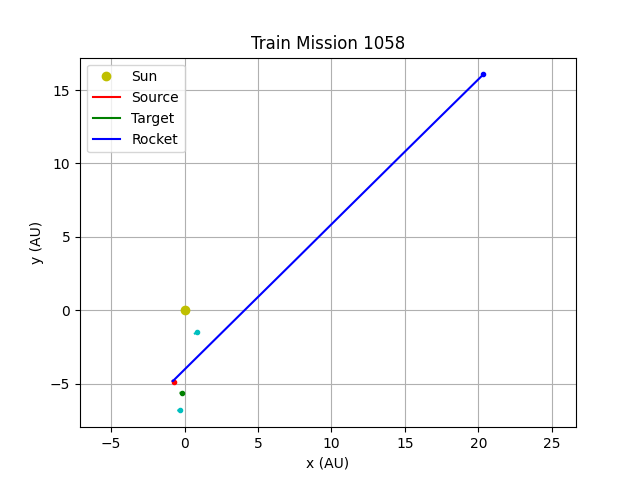 Train Mission 1058
Sun
Source
Target
Rocket
y (AU)
15
10
5
0
−5
−5
0
5
10
15
20
25
x (AU)